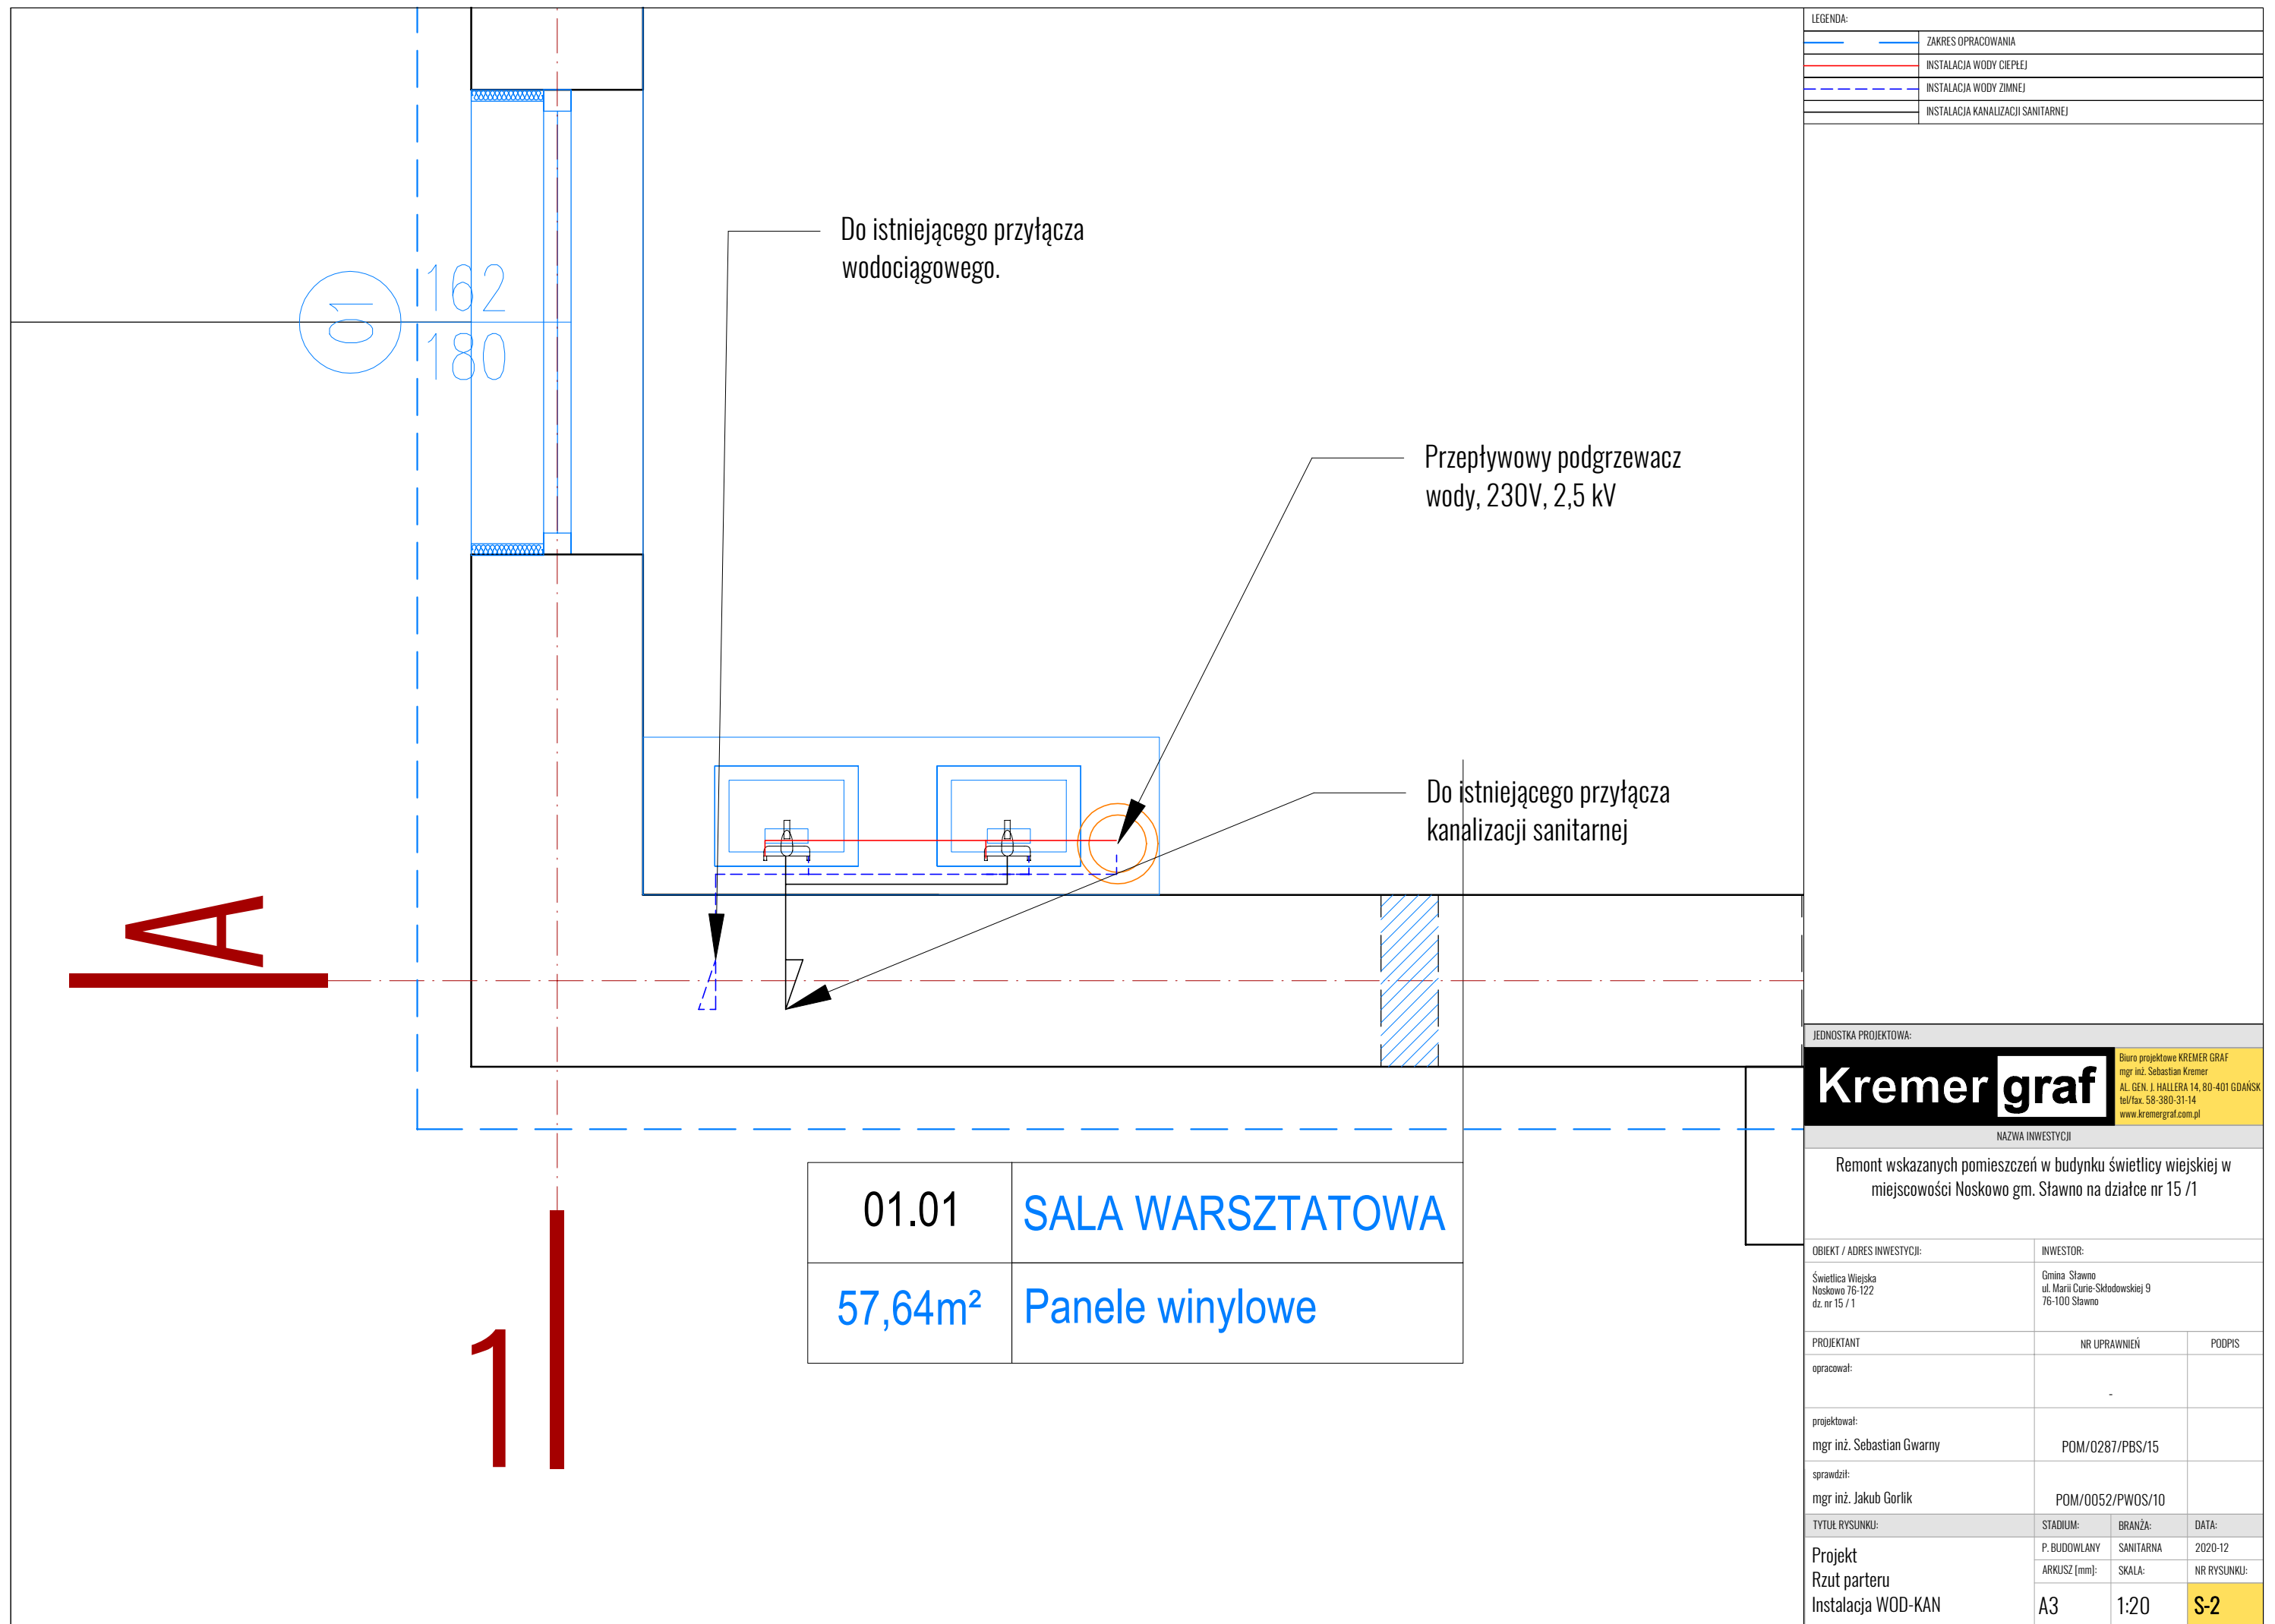 LEGENDA:
ZAKRES OPRACOWANIA
INSTALACJA WODY CIEPŁEJ
INSTALACJA WODY ZIMNEJ
INSTALACJA KANALIZACJI SANITARNEJ
Do istniejącego przyłącza
wodociągowego.
01
162
180
Przepływowy podgrzewacz
wody, 230V, 2,5 kV
Do istniejącego przyłącza
kanalizacji sanitarnej
A
1
01.01 SALA WARSZTATOWA
57,64m² Panele winylowe
JEDNOSTKA PROJEKTOWA:
Kremer graf
Biuro projektowe KREMER GRAF
mgr inż. Sebastian Kremer
AL. GEN. J. HALLERA 14, 80-401 GDAŃSK
tel/fax. 58-380-31-14
www.kremergraf.com.pl
NAZWA INWESTYCJI
Remont wskazanych pomieszczeń w budynku świetlicy wiejskiej w
miejscowości Noskowo gm. Sławno na działce nr 15 /1
OBIEKT / ADRES INWESTYCJI: INWESTOR:
Świetlica Wiejska
Noskowo 76-122
dz. nr 15 / 1
Gmina Sławno
ul. Marii Curie-Skłodowskiej 9
76-100 Sławno
PROJEKTANT NR UPRAWNIEŃ PODPIS
opracował:
-
projektował:
mgr inż. Sebastian Gwarny POM/0287/PBS/15
sprawdził:
mgr inż. Jakub Gorlik POM/0052/PWOS/10
TYTUŁ RYSUNKU: STADIUM: BRANŻA: DATA:
P. BUDOWLANY SANITARNA 2020-12
Projekt
Rzut parteru
Instalacja WOD-KAN
ARKUSZ [mm]: SKALA: NR RYSUNKU:
A3 1:20 S-2